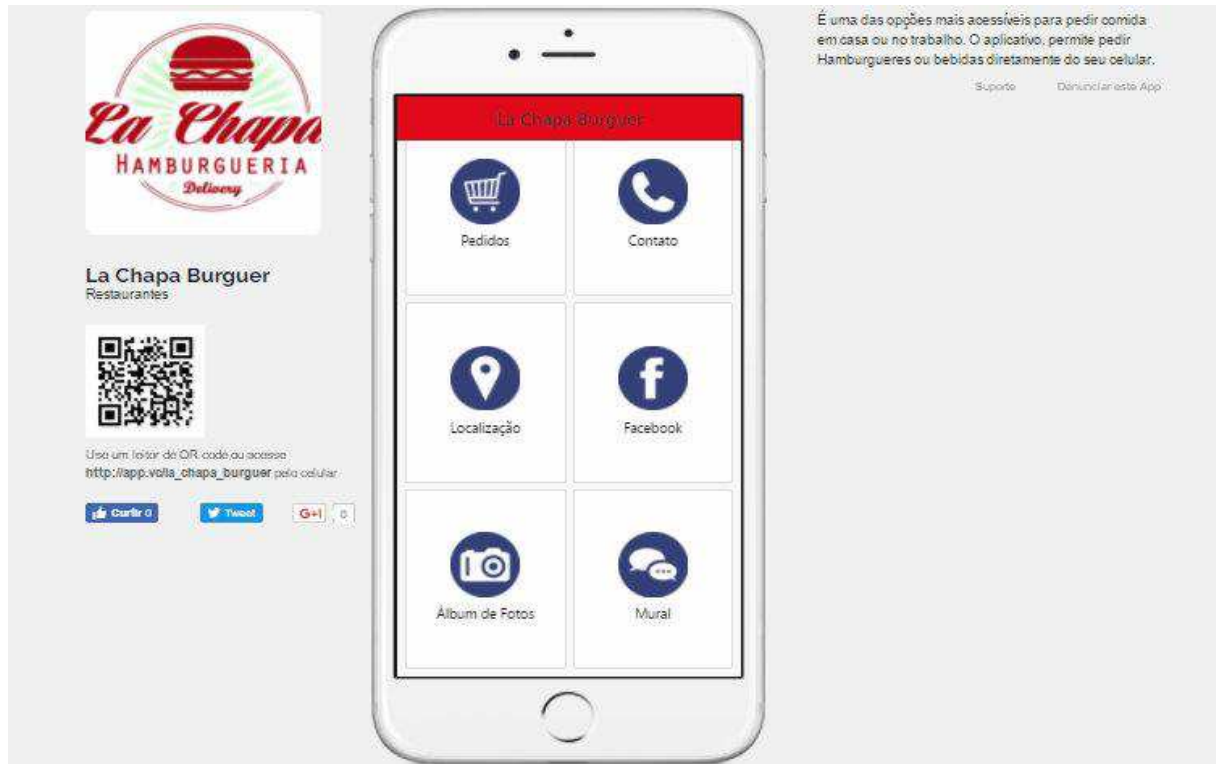 La Chapa
HAMBURGUERIA
Delivery
La Chapa Burguer
Restaurantes
Use um leitor de QR code ou acesse
http://app.vc/la_chapa_burguer pelo celular
Curtir 0
Tweet
G+1 0
La Chapa Burguer
Pedidos
Contato
Localização
Facebook
Álbum de Fotos
Mural
É uma das opções mais acessíveis para pedir comida
em casa ou no trabalho. O aplicativo, permite pedir
Hamburgueres ou bebidas diretamente do seu celular.
Suporte
Denunciar este App